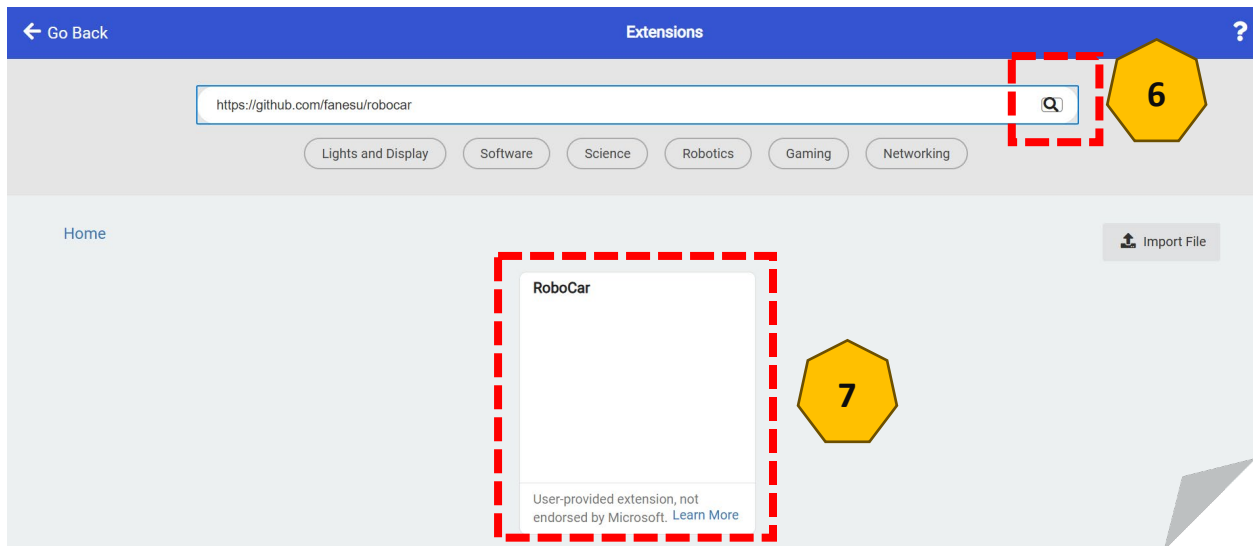 Go Back
Extensions
?
https://github.com/fanesu/robocar
6
Lights and Display
Software
Science
Robotics
Gaming
Networking
Home
Import File
RoboCar
7
User-provided extension, not
endorsed by Microsoft. Learn More